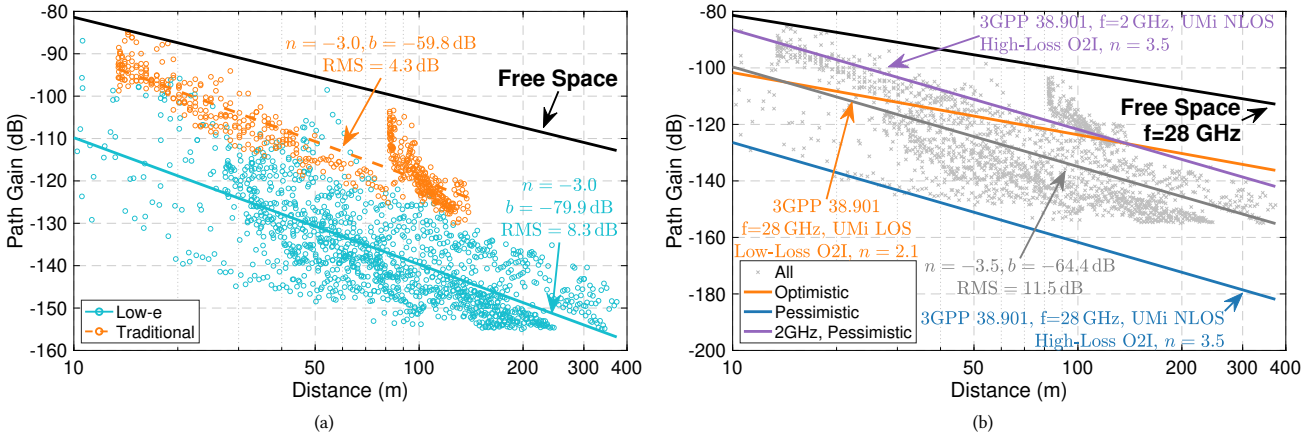 -80
-90
-100
-110
-120
-130
-140
-150
-160
Path Gain (dB)
n = −3.0, b = −59.8 dB
RMS = 4.3 dB
Free Space
n = −3.0
b = −79.9 dB
RMS = 8.3 dB
Low-e
Traditional
10 50 100 200 300 400
Distance (m)
(a)
-80
-100
-120
-140
-160
-180
-200
Path Gain (dB)
3GPP 38.901, f=2 GHz, UMi NLOS
High-Loss O2I, n = 3.5
Free Space
f=28 GHz
3GPP 38.901
f=28 GHz, UMi LOS
Low-Loss O2I, n = 2.1
n = −3.5, b = −64.4 dB
RMS = 11.5 dB
All
Optimistic
Pessimistic
2GHz, Pessimistic
3GPP 38.901, f=28 GHz, UMi NLOS
High-Loss O2I, n = 3.5
10 50 100 200 300 400
Distance (m)
(b)